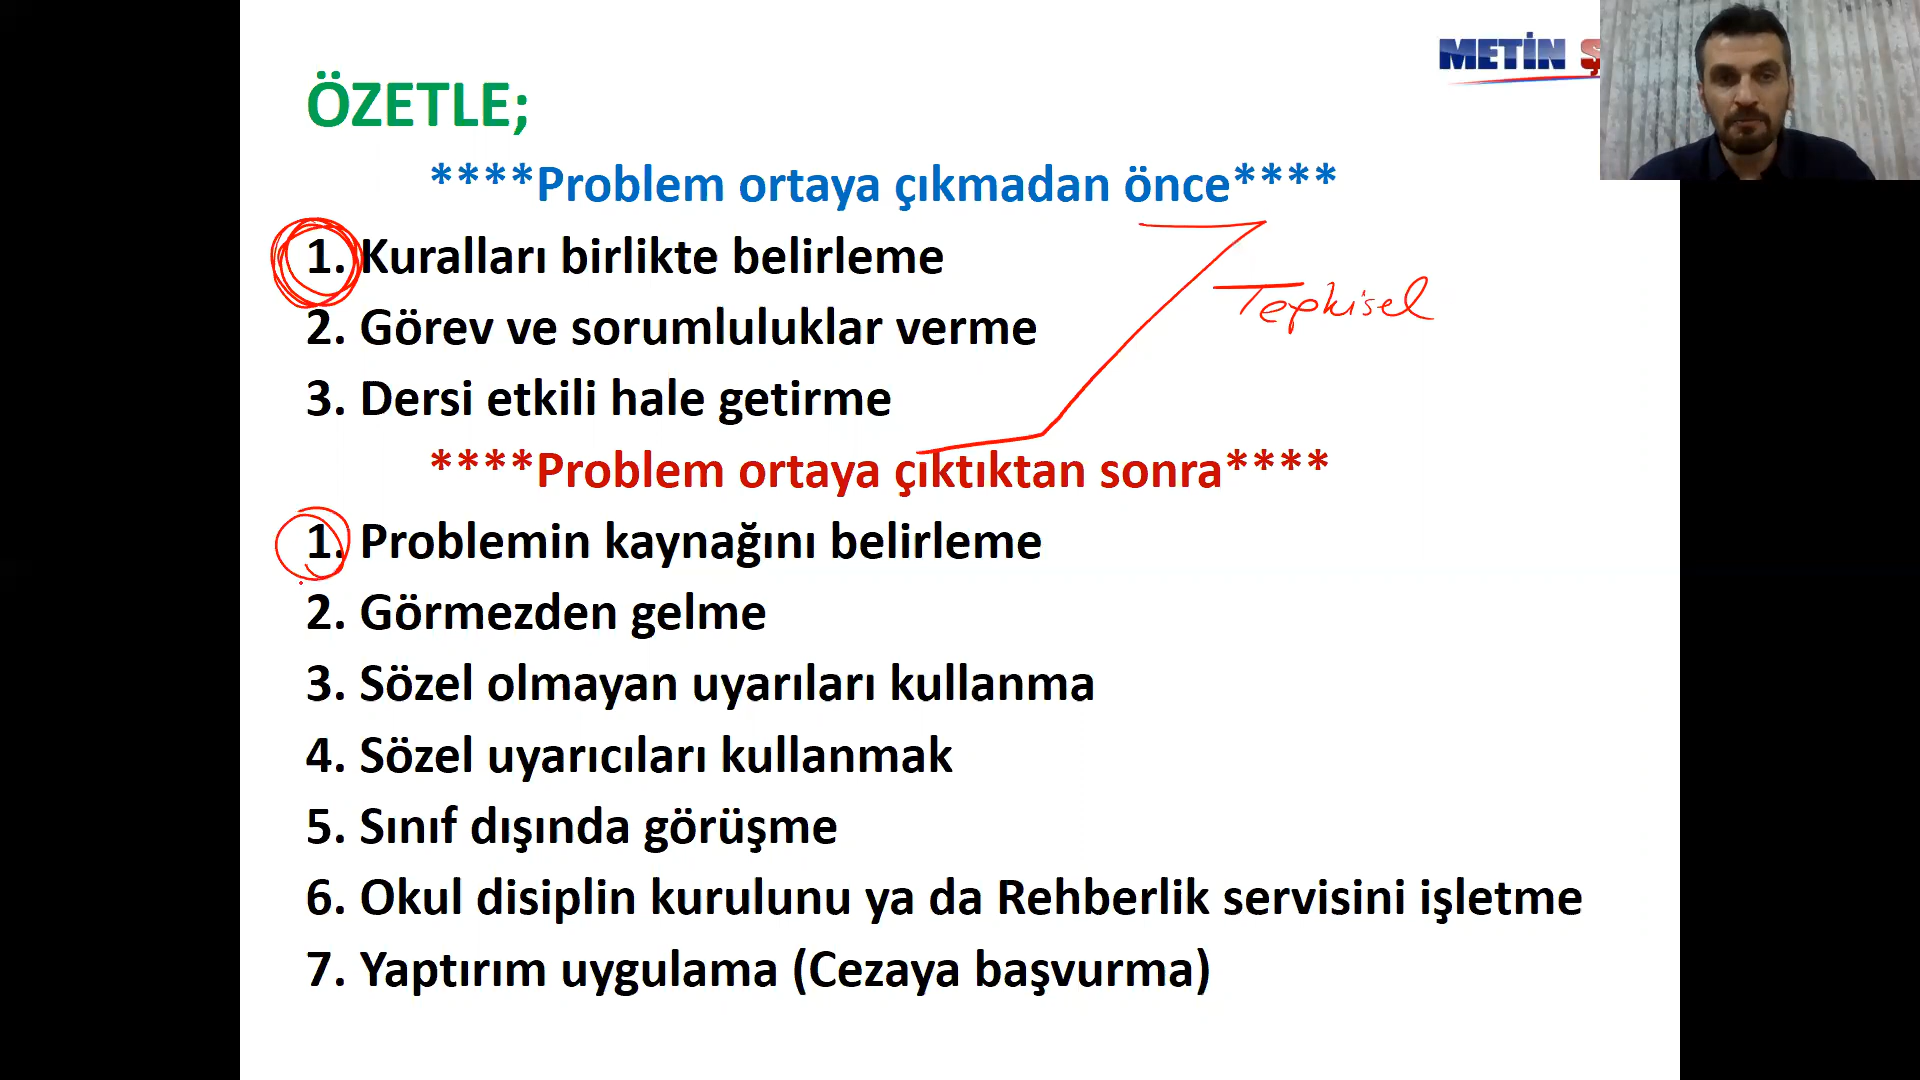 METİN Ş
ÖZETLE;
****Problem ortaya çıkmadan önce****
1. Kuralları birlikte belirleme
Tepkisel
2. Görev ve sorumluluklar verme
3. Dersi etkili hale getirme
****Problem ortaya çıktıktan sonra****
1. Problemin kaynağını belirleme
2. Görmezden gelme
3. Sözel olmayan uyarıları kullanma
4. Sözel uyarıcıları kullanmak
5. Sınıf dışında görüşme
6. Okul disiplin kurulunu ya da Rehberlik servisini işletme
7. Yaptırım uygulama (Cezaya başvurma)